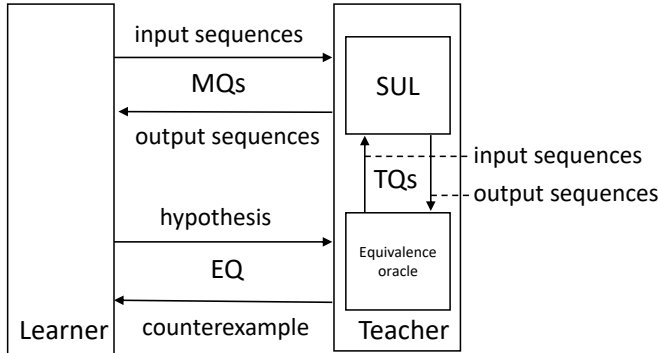 input sequences
MQs
output sequences
SUL
input sequences
TQs
output sequences
hypothesis
EQ
Equivalence
oracle
counterexample
Learner
Teacher